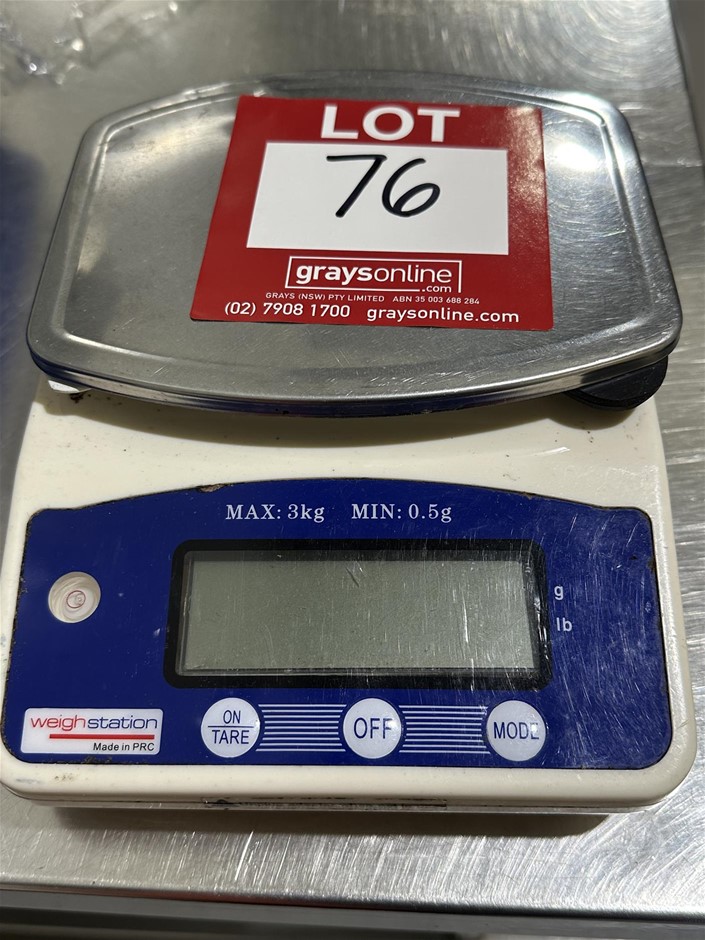 LOT
76
graysonline
.com
GRAYS (NSW) PTY LIMITED ABN 35 003 688 284
(02) 7908 1700 graysonline.com
MAX: 3kg MIN: 0.5g
g
lb
weighstation
Made in PRC
ON
TARE
OFF
MODE